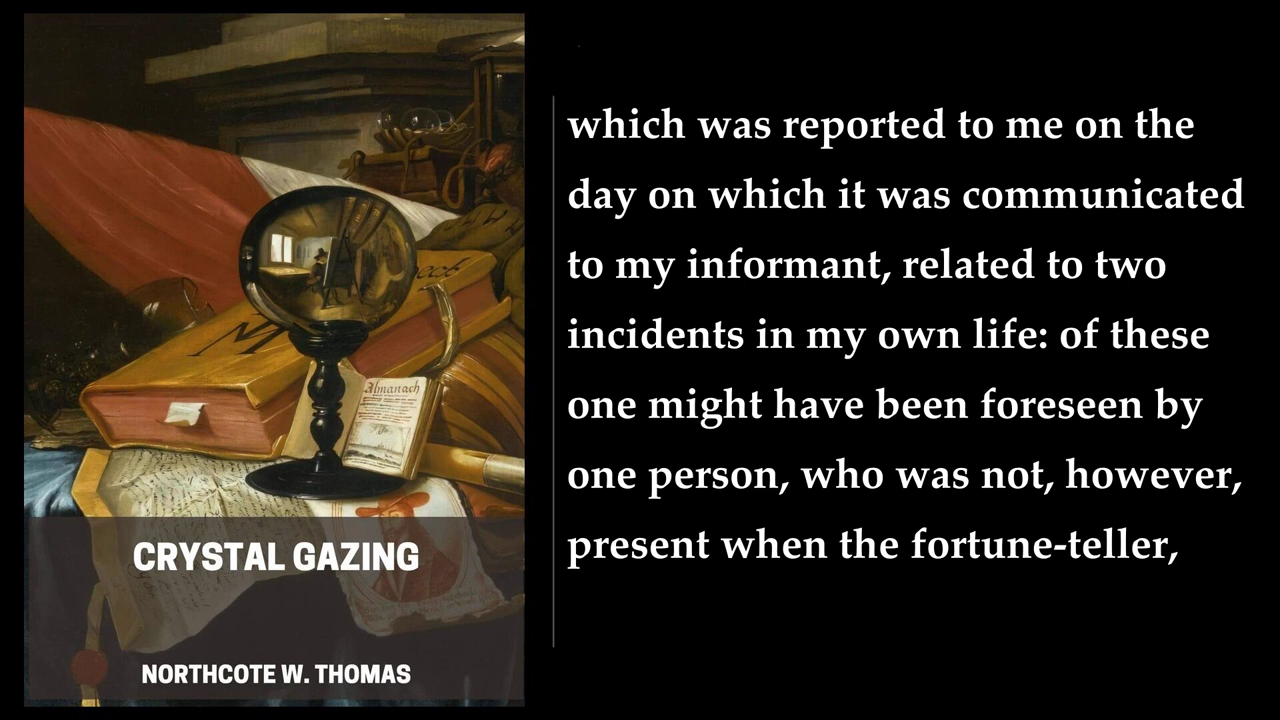 M
Almanach
CRYSTAL GAZING
NORTHCOTE W. THOMAS
which was reported to me on the
day on which it was communicated
to my informant, related to two
incidents in my own life: of these
one might have been foreseen by
one person, who was not, however,
present when the fortune-teller,